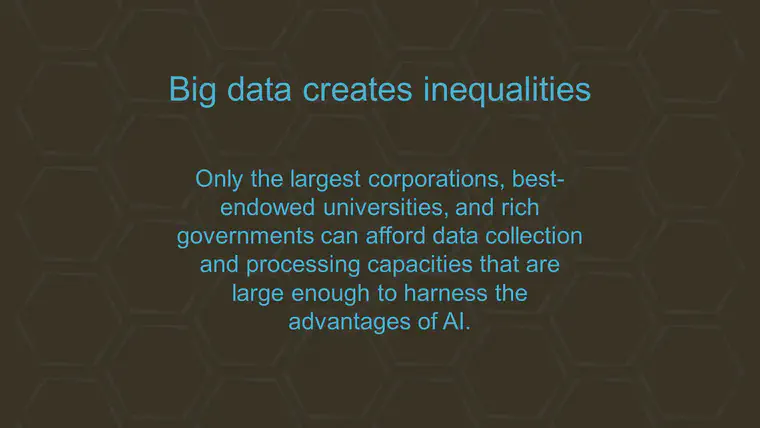 Big data creates inequalities
Only the largest corporations, best-
endowed universities, and rich
governments can afford data collection
and processing capacities that are
large enough to harness the
advantages of AI.